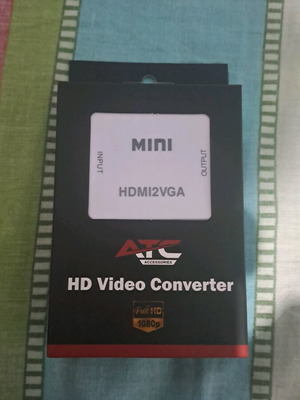 MINI
INPUT
OUTPUT
HDMI2VGA
ATC
ACCESSORIES
HD Video Converter
Full HD
1080p